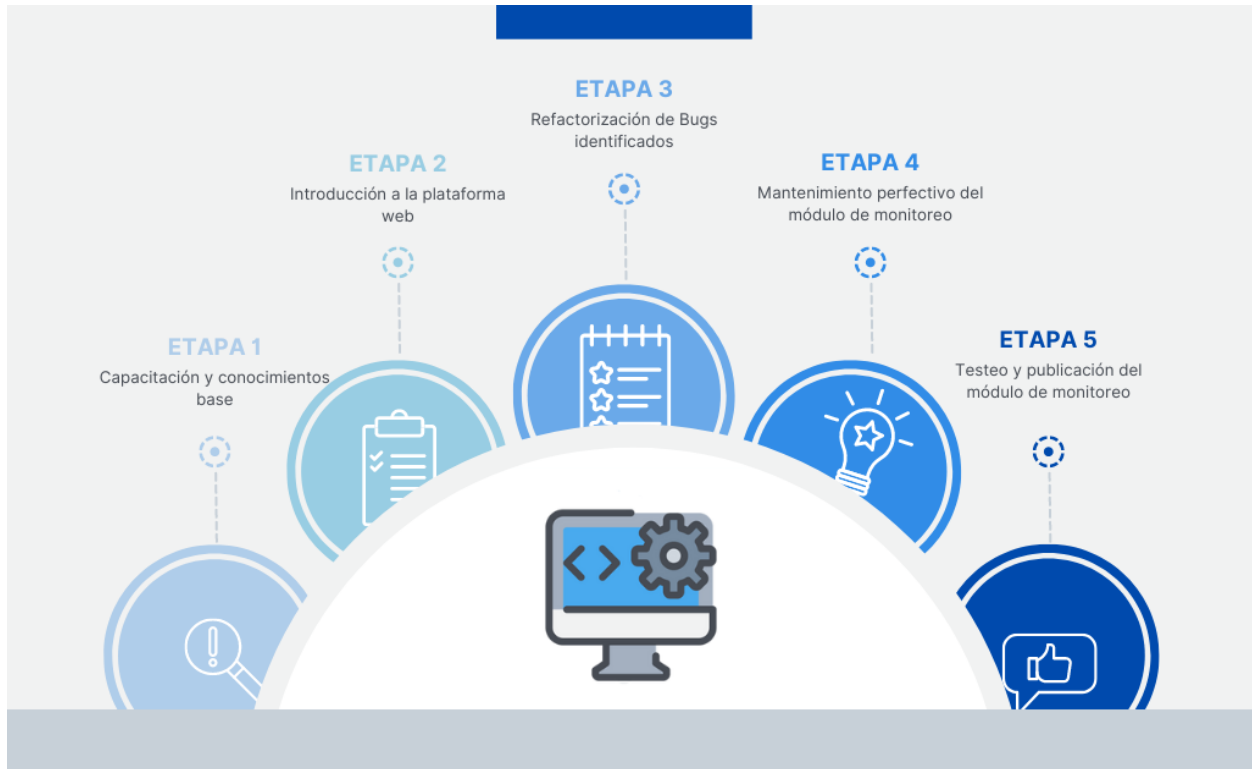 ETAPA 1
Capacitación y conocimientos
base
ETAPA 2
Introducción a la plataforma
web
ETAPA 3
Refactorización de Bugs
identificados
ETAPA 4
Mantenimiento perfectivo del
módulo de monitoreo
ETAPA 5
Testeo y publicación del
módulo de monitoreo